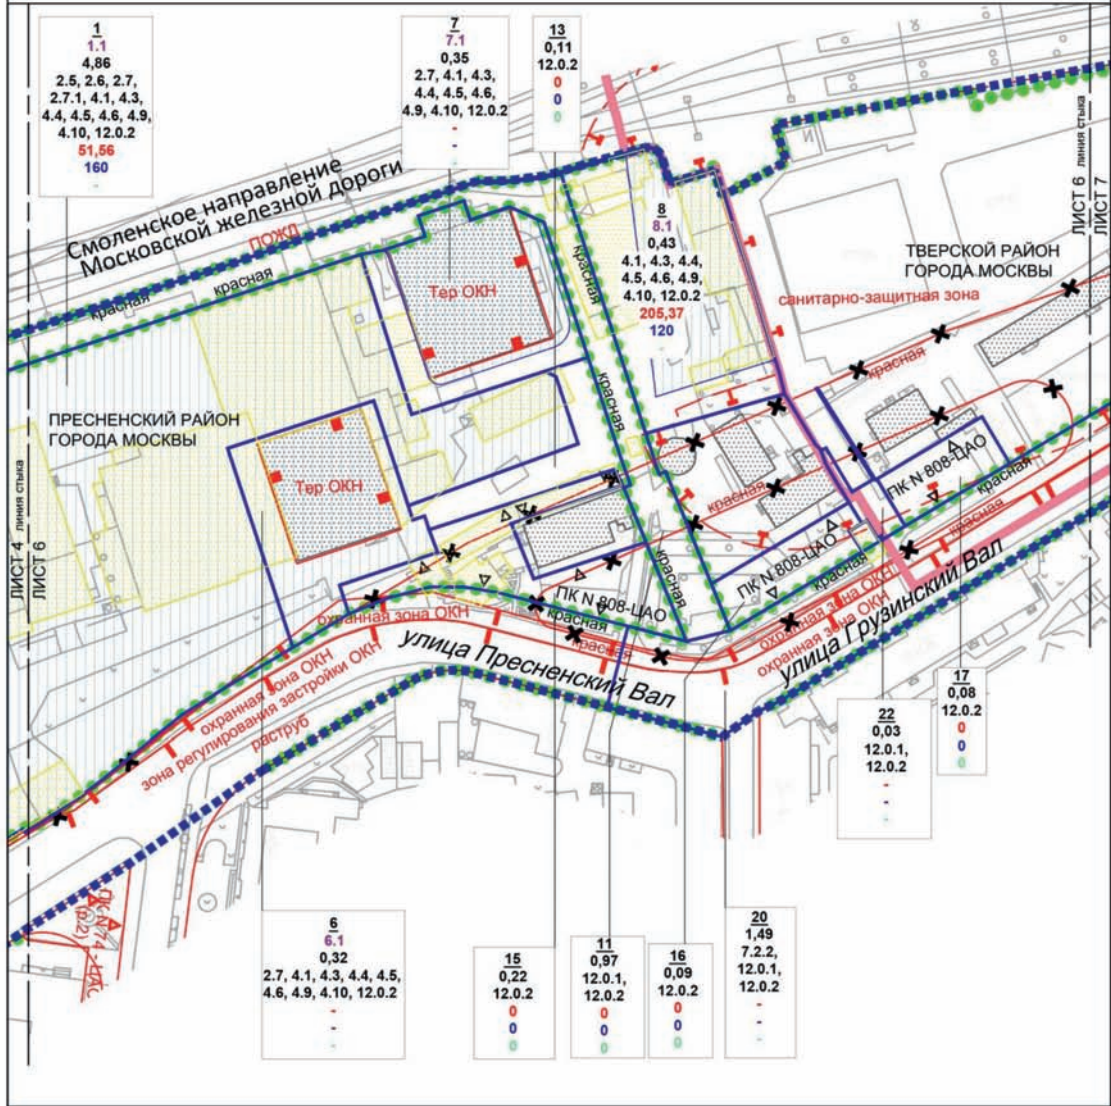 1
1.1
4,86
2.5, 2.6, 2.7,
2.7.1, 4.1, 4.3,
4.4, 4.5, 4.6, 4.9,
4.10, 12.0.2
51,56
160
-
7
7.1
0,35
2.7, 4.1, 4.3,
4.4, 4.5, 4.6,
4.9, 4.10, 12.0.2
-
-
-
13
0,11
12.0.2
0
0
0
ЛИСТ 6 линия стыка
ЛИСТ 7
Смоленское направление
Московской железной дороги
ПОЖД
красная
красная
8
8.1
0,43
4.1, 4.3, 4.4,
4.5, 4.6, 4.9,
4.10, 12.0.2
205,37
120
-
ТВЕРСКОЙ РАЙОН
ГОРОДА МОСКВЫ
санитарно-защитная зона
красная
Тер ОКН
красная
красная
ПРЕСНЕНСКИЙ РАЙОН
ГОРОДА МОСКВЫ
Тер ОКН
ПК N 808-ЦАО
красная
красная
красная
ЛИСТ 4 линия стыка
ЛИСТ 6
красная
ПК N 808-ЦАО
красная
ПК N 808-ЦАО
красная
красная
охранная зона ОКН
охранная зона ОКН
охранная зона ОКН
улица Грузинский Вал
улица Пресненский Вал
охранная зона ОКН
зона регулирования застройки ОКН
раструб
17
0,08
12.0.2
0
0
0
22
0,03
12.0.1,
12.0.2
-
-
-
6
6.1
0,32
2.7, 4.1, 4.3, 4.4, 4.5,
4.6, 4.9, 4.10, 12.0.2
-
-
-
15
0,22
12.0.2
0
0
0
11
0,97
12.0.1,
12.0.2
0
0
0
16
0,09
12.0.2
0
0
0
20
1,49
7.2.2,
12.0.1,
12.0.2
-
-
-